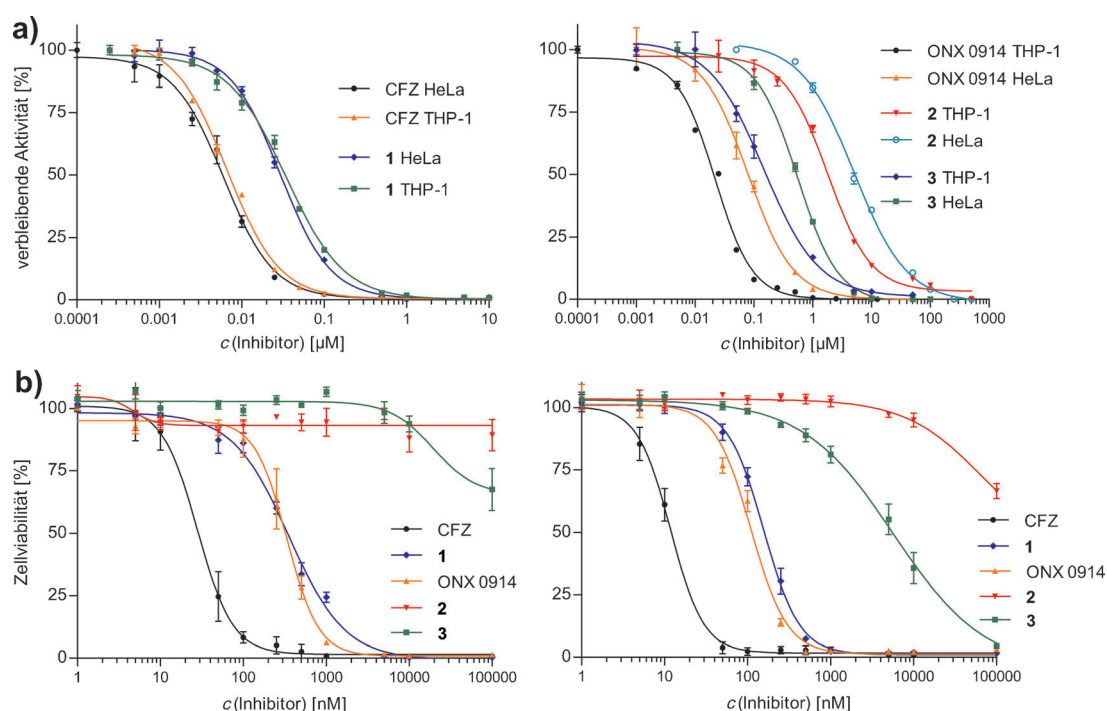 a)
verbleibende Aktivität [%]
100
75
50
25
0
0.0001 0.001 0.01 0.1 1 10
c (Inhibitor) [µM]
CFZ HeLa
CFZ THP-1
1 HeLa
1 THP-1
100
75
50
25
0
0.0001 0.001 0.01 0.1 1 10 100 1000
c (Inhibitor) [µM]
ONX 0914 THP-1
ONX 0914 HeLa
2 THP-1
2 HeLa
3 THP-1
3 HeLa
b)
Zellviabilität [%]
100
75
50
25
0
1 10 100 1000 10000 100000
c (Inhibitor) [nM]
CFZ
1
ONX 0914
2
3
100
75
50
25
0
1 10 100 1000 10000 100000
c (Inhibitor) [nM]
CFZ
1
ONX 0914
2
3